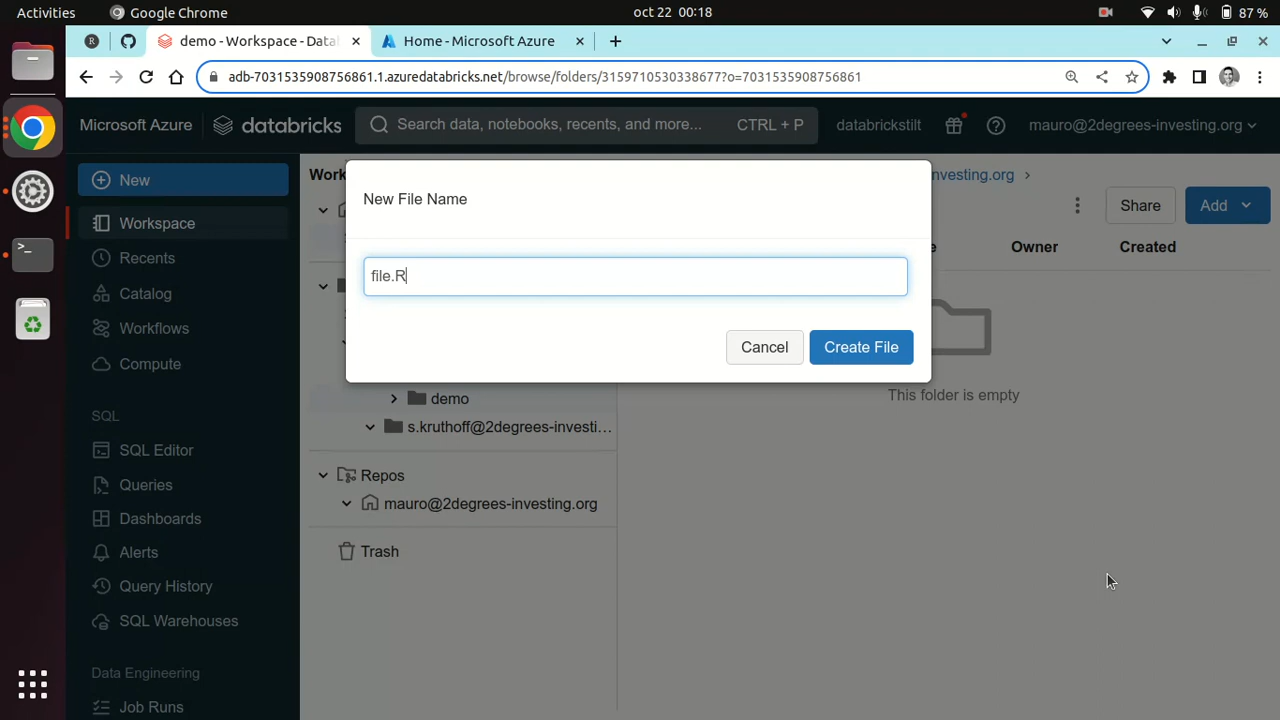 Activities
Google Chrome
oct 22 00:18
87 %
demo - Workspace - Data
Home - Microsoft Azure
adb-7031535908756861.1.azuredatabricks.net/browse/folders/3159710530338677?o=7031535908756861
Microsoft Azure
databricks
Search data, notebooks, recents, and more...
CTRL + P
databrickstilt
mauro@2degrees-investing.org
New
Workspace
Recents
Catalog
Workflows
Compute
SQL
SQL Editor
Queries
Dashboards
Alerts
Query History
SQL Warehouses
Data Engineering
Job Runs
New File Name
file.R
Cancel
Create File
investing.org
Share
Add
Owner
Created
This folder is empty
demo
s.kruthoff@2degrees-investi...
Repos
mauro@2degrees-investing.org
Trash